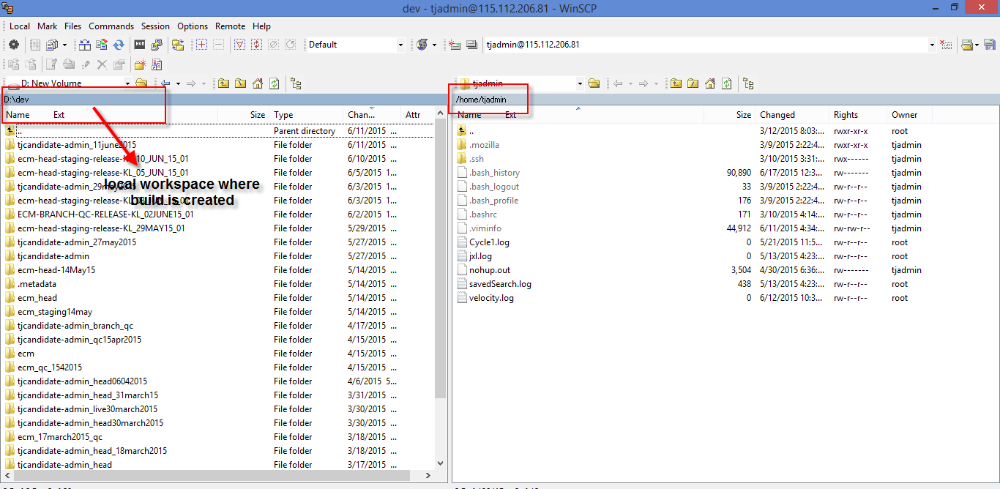 dev - tjadmin@115.112.206.81 - WinSCP
Local Mark Files Commands Session Options Remote Help
Default tjadmin@115.112.206.81
D: New Volume tjadmin
D:\dev /home/tjadmin
Name Ext Size Type Chan... Attr Name Ext Size Changed Rights Owner
.. Parent directory 6/11/2015 ... .. 3/12/2015 8:03:... rwxr-xr-x root
tjcandidate-admin_11june2015 File folder 6/11/2015 ... .mozilla 3/9/2015 2:22:4... rwxr-xr-x tjadmin
ecm-head-staging-release-KL_10_JUN_15_01 File folder 6/10/2015 ... .ssh 3/10/2015 3:31:... rwx------ tjadmin
ecm-head-staging-release-KL_05_JUN_15_01 File folder 6/5/2015 1... .bash_history 90,890 6/17/2015 12:3... rw------- tjadmin
local workspace where build is created
tjcandidate-admin_29may2015 File folder 6/3/2015 ... .bash_logout 33 3/9/2015 2:22:4... rw-r--r-- tjadmin
ecm-head-staging-release-KL_03_JUN_15_01 File folder 6/3/2015 1... .bash_profile 176 3/9/2015 2:22:4... rw-r--r-- tjadmin
ECM-BRANCH-QC-RELEASE-KL_02JUNE15_01 File folder 6/2/2015 1... .bashrc 171 3/10/2015 4:14:... rw-r--r-- tjadmin
ecm-head-staging-release-KL_29MAY15_01 File folder 5/29/2015 ... .viminfo 44,912 6/11/2015 4:34:... rw-rw-r-- tjadmin
tjcandidate-admin_27may2015 File folder 5/27/2015 ... Cycle1.log 0 5/21/2015 11:5... rw-r--r-- root
tjcandidate-admin File folder 5/27/2015 ... jxl.log 0 5/13/2015 4:23:... rw-r--r-- root
ecm-head-14May15 File folder 5/14/2015 ... nohup.out 3,504 4/30/2015 6:36:... rw------- tjadmin
.metadata File folder 5/14/2015 ... savedSearch.log 438 5/13/2015 4:23:... rw-r--r-- root
ecm_head File folder 5/14/2015 ... velocity.log 0 6/12/2015 10:3... rw-r--r-- root
ecm_staging14may File folder 5/14/2015 ...
tjcandidate-admin_branch_qc File folder 4/17/2015 ...
tjcandidate-admin_qc15apr2015 File folder 4/15/2015 ...
ecm File folder 4/15/2015 ...
ecm_qc_1542015 File folder 4/15/2015 ...
tjcandidate-admin_head06042015 File folder 4/6/2015 5...
tjcandidate-admin_head_31march15 File folder 3/31/2015 ...
tjcandidate-admin_live30march2015 File folder 3/30/2015 ...
tjcandidate-admin_head30march2015 File folder 3/30/2015 ...
ecm_17march2015_qc File folder 3/18/2015 ...
tjcandidate-admin_head_18march2015 File folder 3/18/2015 ...
tjcandidate-admin_head File folder 3/17/2015 ...